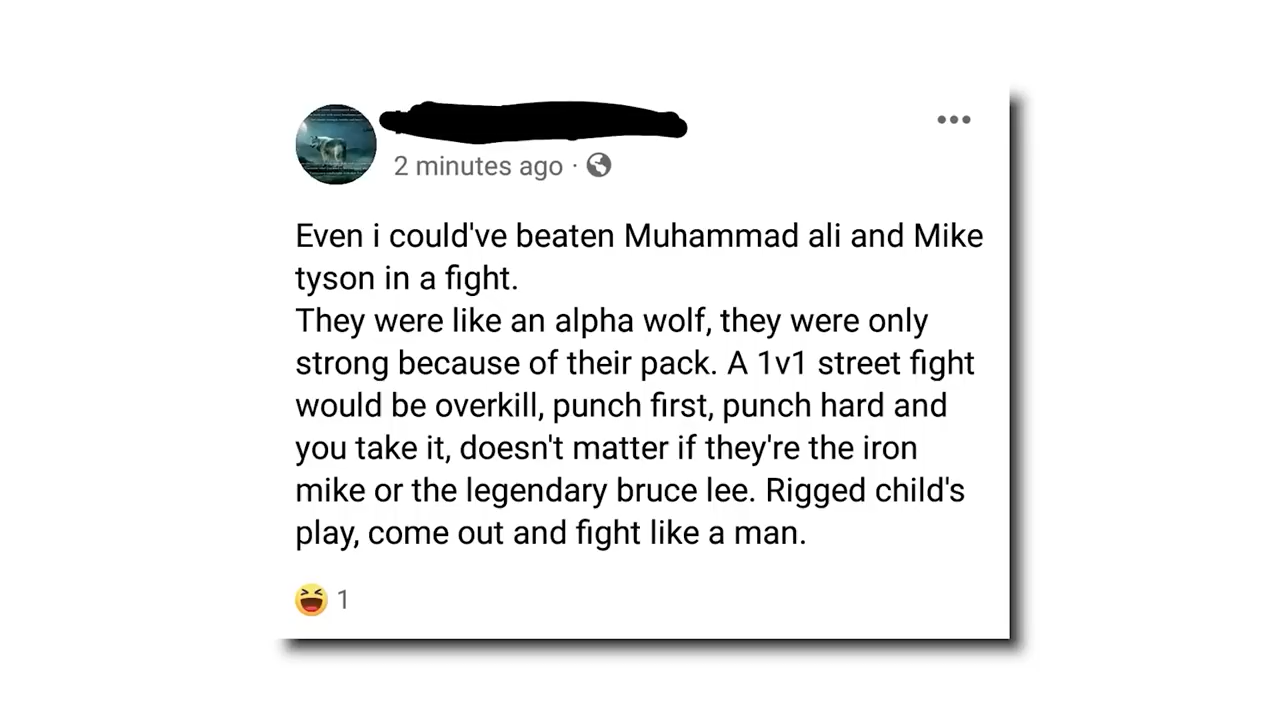 2 minutes ago ·
Even i could've beaten Muhammad ali and Mike
tyson in a fight.
They were like an alpha wolf, they were only
strong because of their pack. A 1v1 street fight
would be overkill, punch first, punch hard and
you take it, doesn't matter if they're the iron
mike or the legendary bruce lee. Rigged child's
play, come out and fight like a man.
1